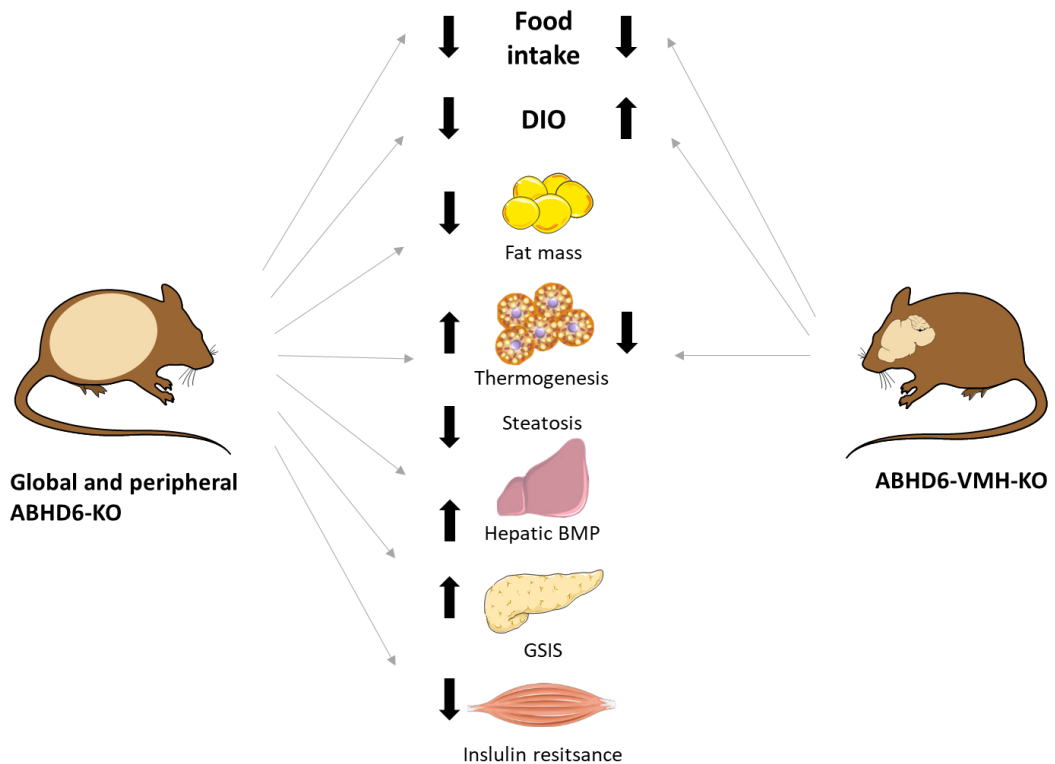 Food
intake
DIO
Fat mass
Thermogenesis
Steatosis
Global and peripheral
ABHD6-KO
ABHD6-VMH-KO
Hepatic BMP
GSIS
Inslulin resitsance